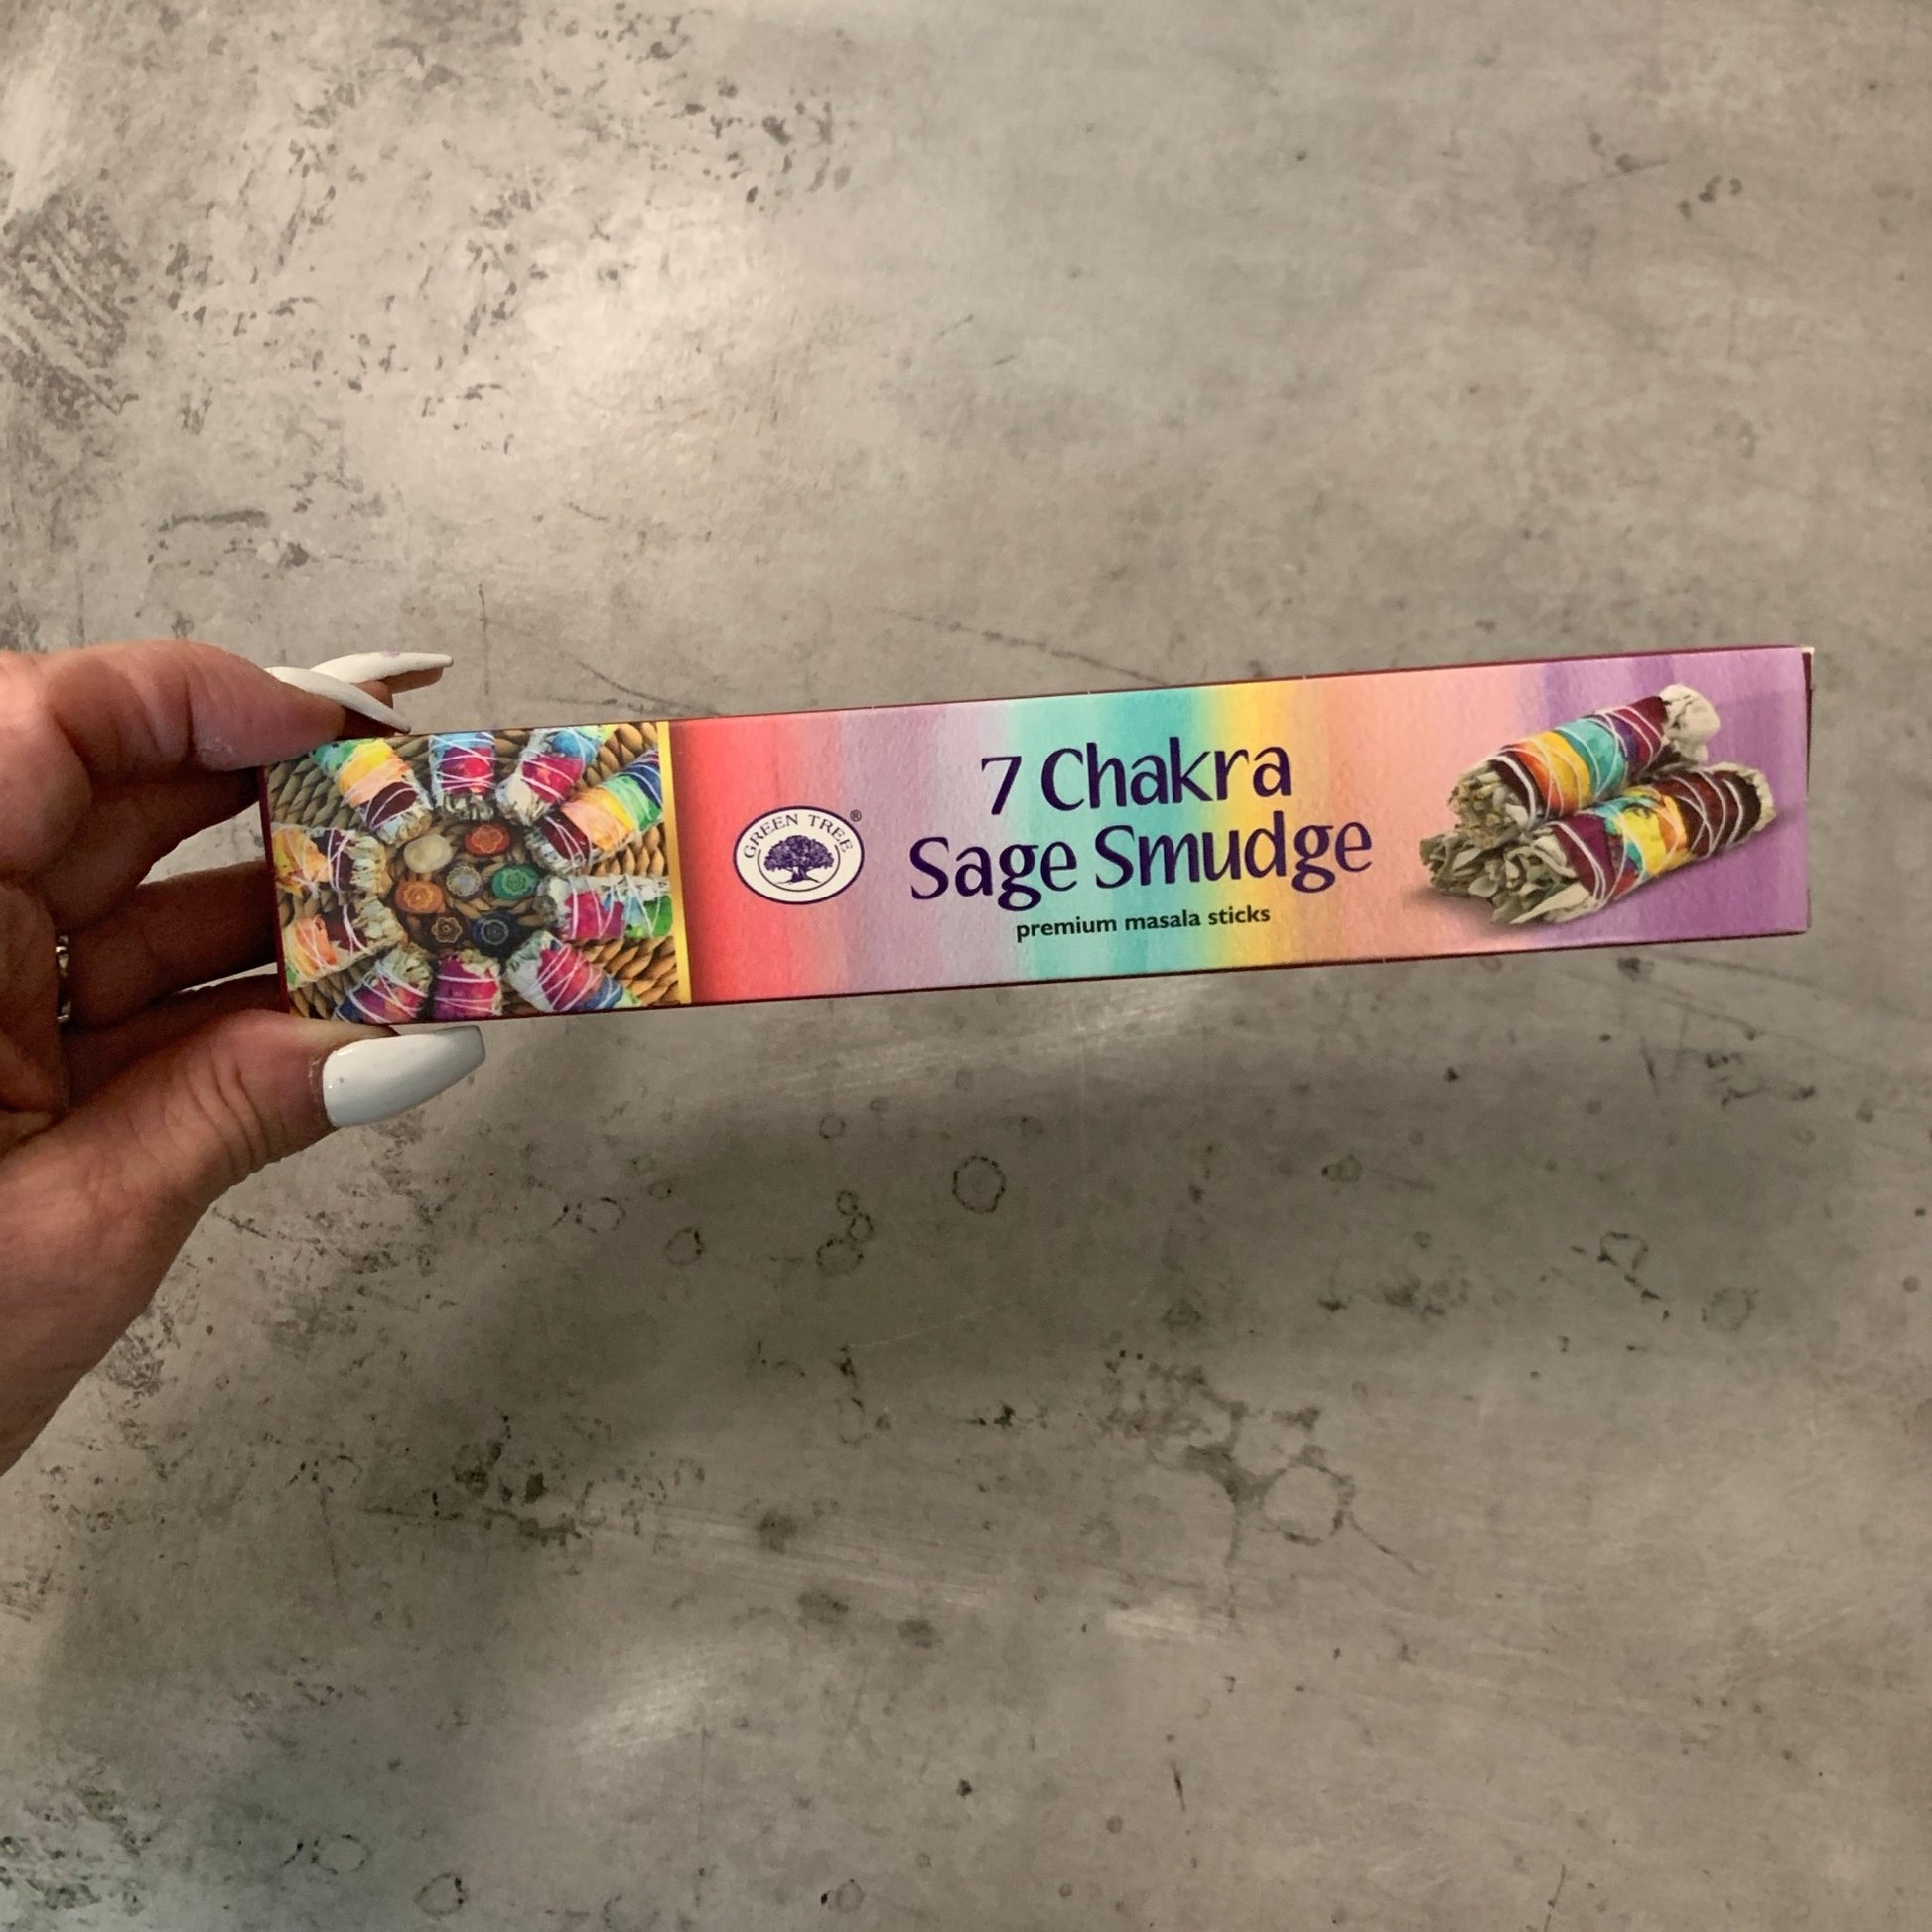 GREEN TREE
®
7 Chakra
Sage Smudge
premium masala sticks